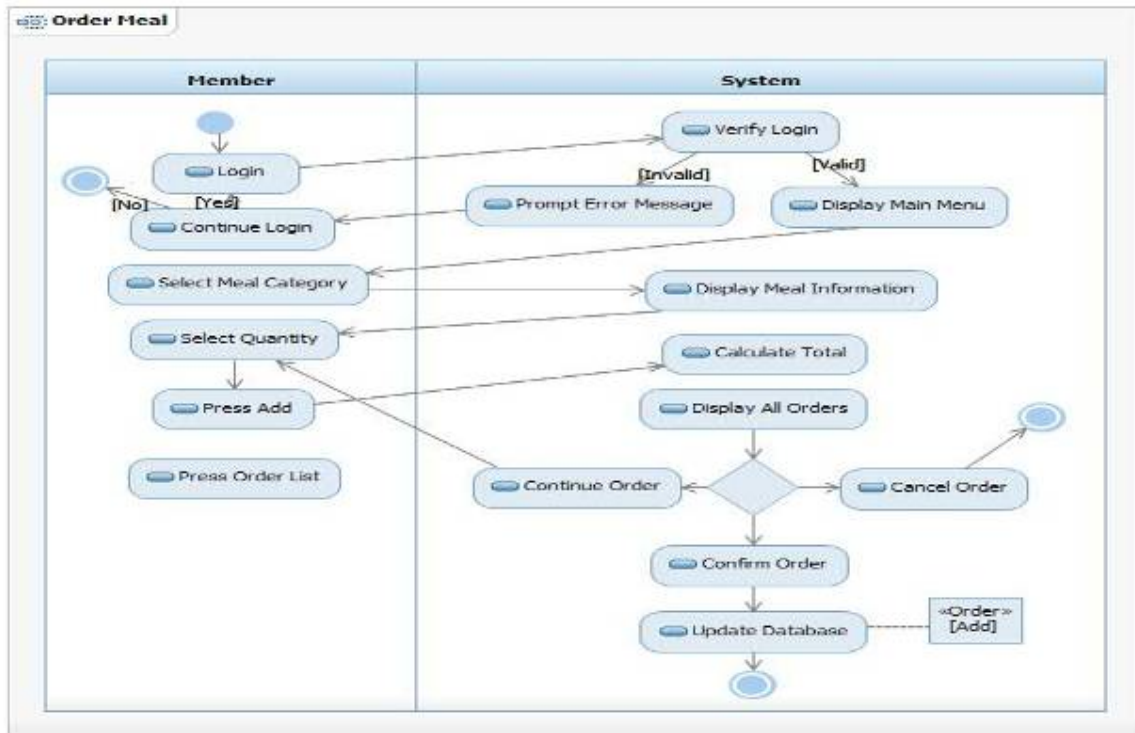 Order Meal
Member
System
Verify Login
Login
[Invalid]
[Valid]
[No]
[Yes]
Prompt Error Message
Display Main Menu
Continue Login
Select Meal Category
Display Meal Information
Select Quantity
Calculate Total
Press Add
Display All Orders
Press Order List
Continue Order
Cancel Order
Confirm Order
«Order»
[Add]
Update Database